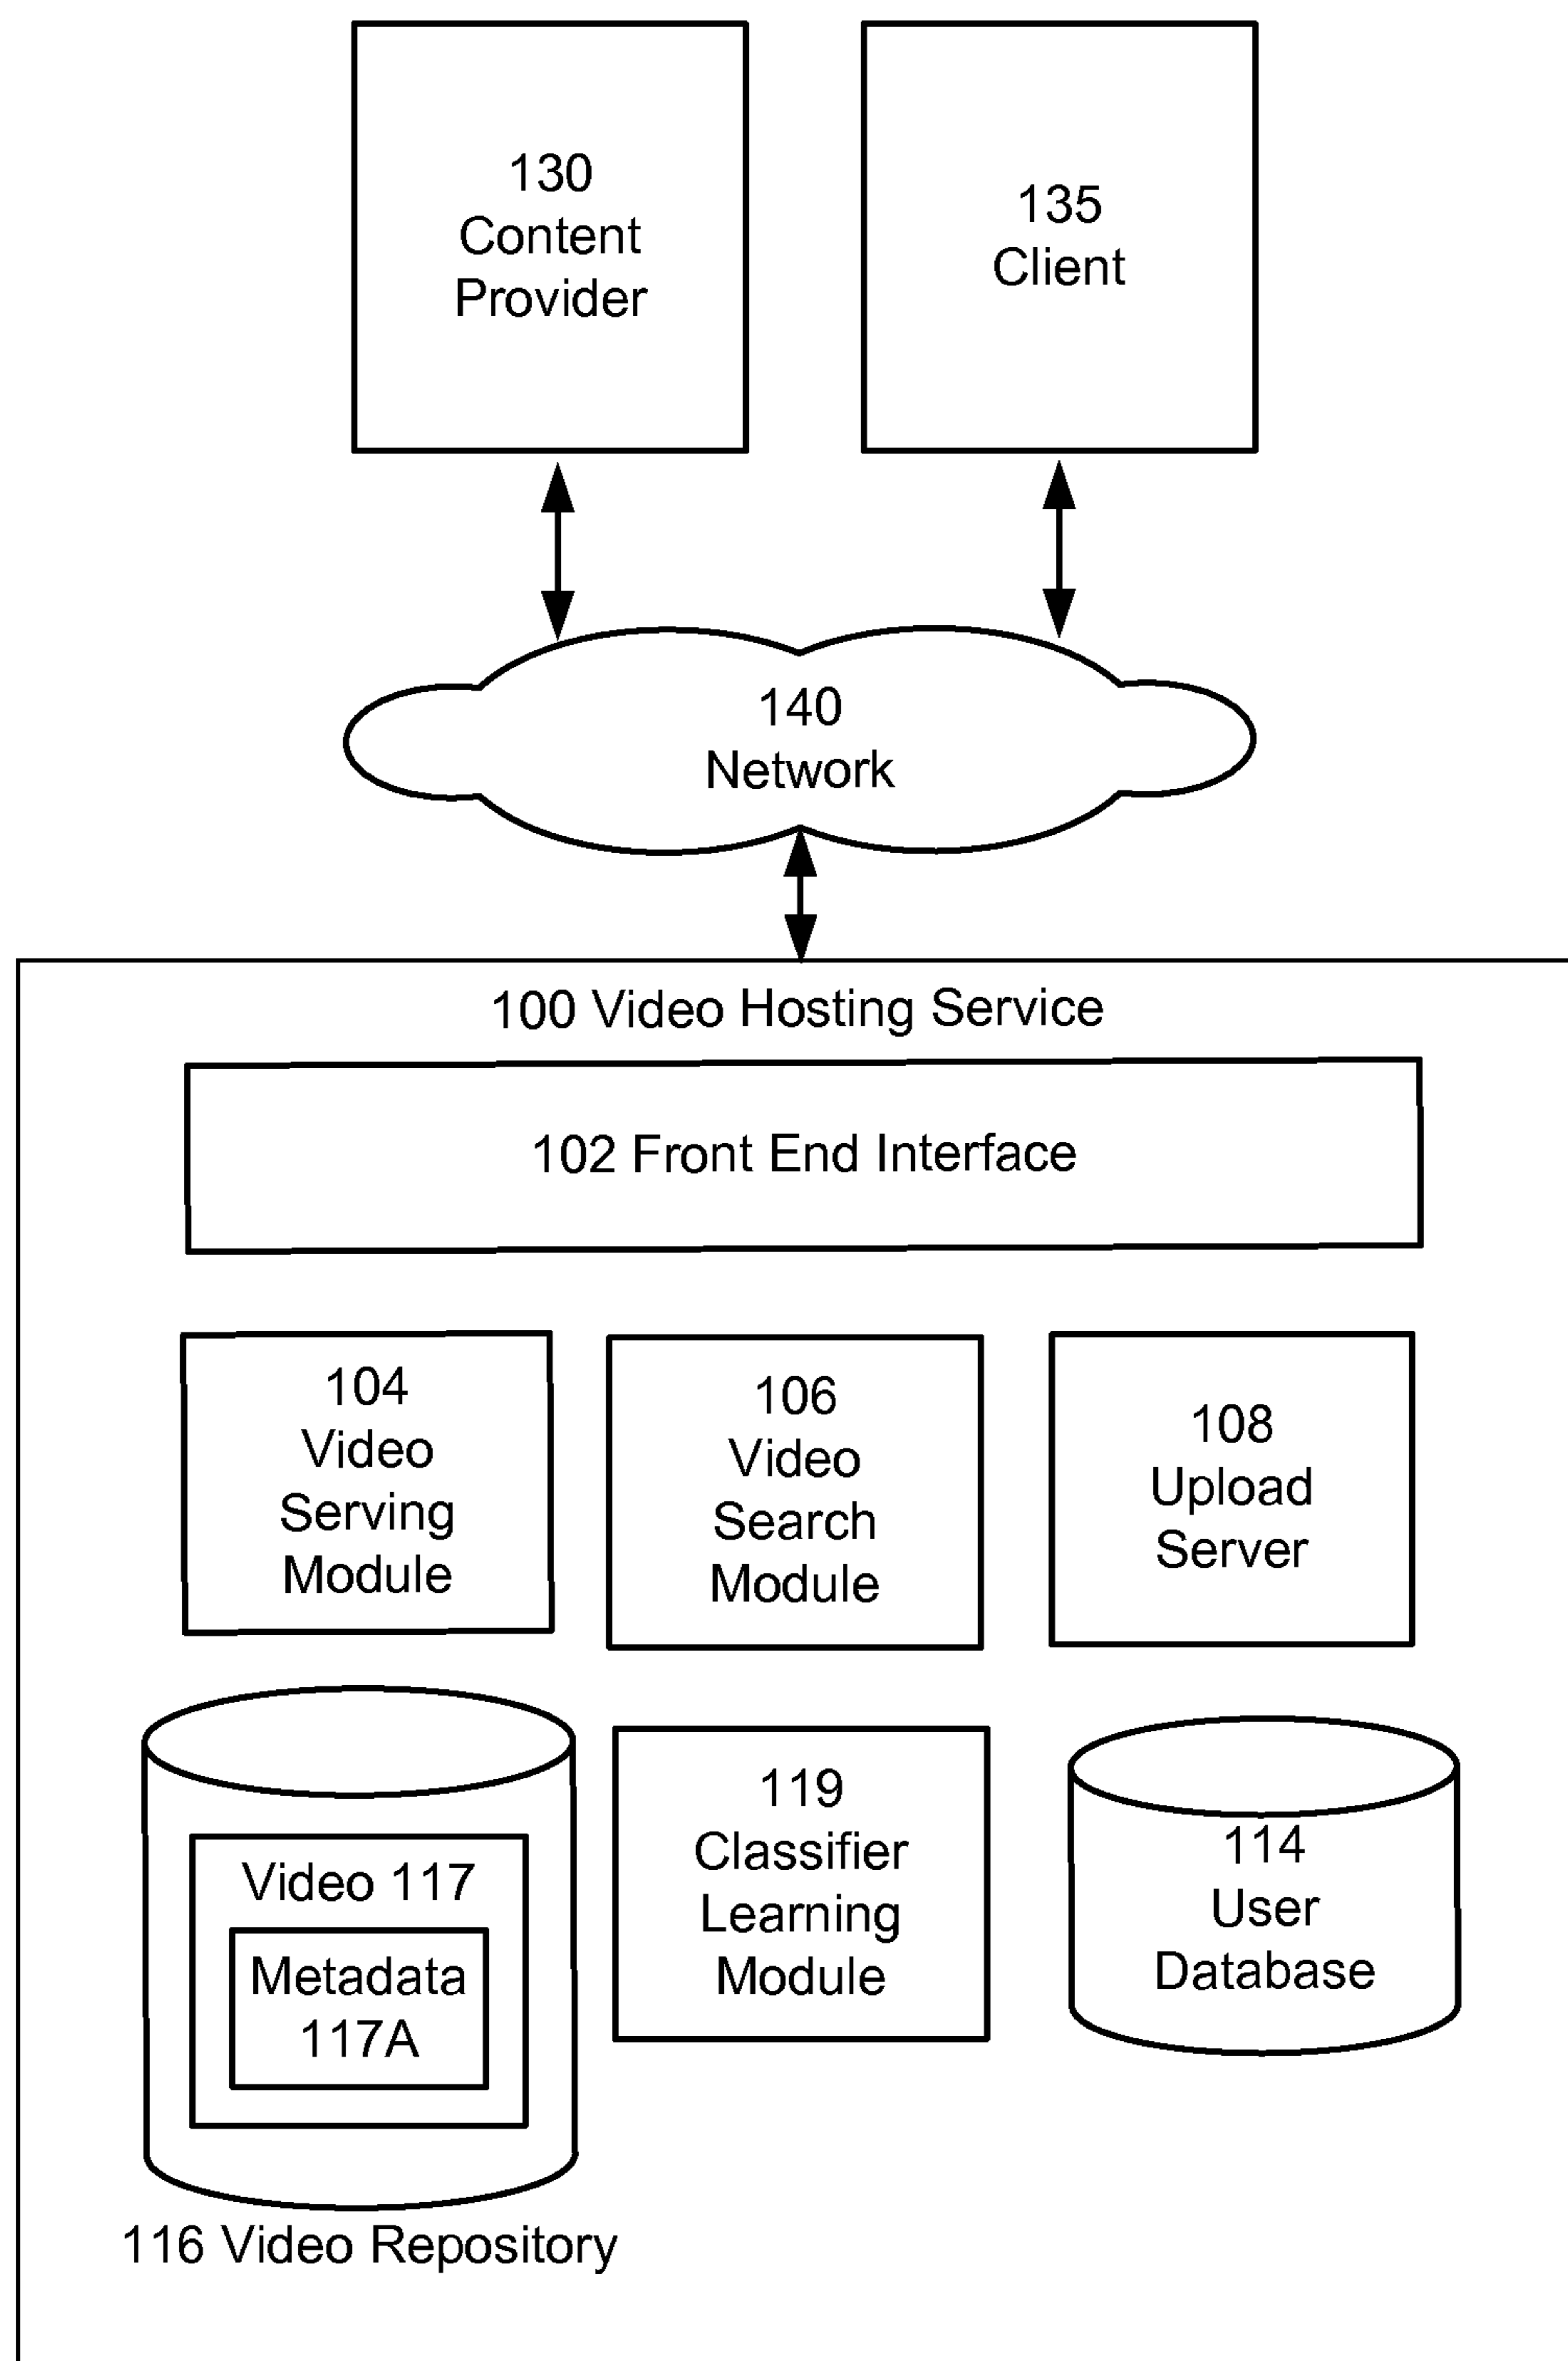 130
Content
Provider
135
Client
140
Network
100 Video Hosting Service
102 Front End Interface
104
Video
Serving
Module
106
Video
Search
Module
108
Upload
Server
Video 117
Metadata
117A
116 Video Repository
119
Classifier
Learning
Module
114
User
Database